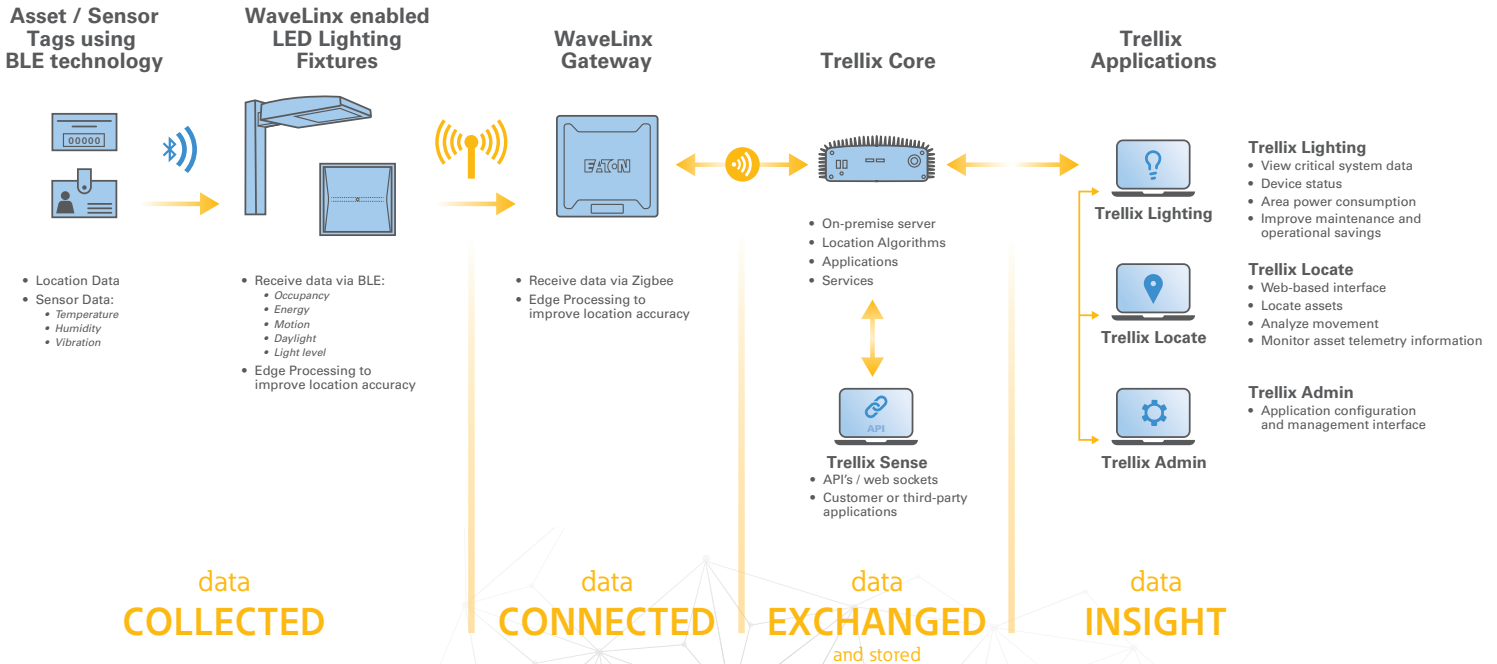 Asset / Sensor
Tags using
BLE technology
WaveLinx enabled
LED Lighting
Fixtures
WaveLinx
Gateway
Trellix Core
Trellix
Applications
00000
EATON
• Location Data
• Sensor Data:
• Temperature
• Humidity
• Vibration
• Receive data via BLE:
• Occupancy
• Energy
• Motion
• Daylight
• Light level
• Edge Processing to
improve location accuracy
• Receive data via Zigbee
• Edge Processing to
improve location accuracy
• On-premise server
• Location Algorithms
• Applications
• Services
API
Trellix Sense
• API's / web sockets
• Customer or third-party
applications
Trellix Lighting
Trellix Lighting
• View critical system data
• Device status
• Area power consumption
• Improve maintenance and
operational savings
Trellix Locate
Trellix Locate
• Web-based interface
• Locate assets
• Analyze movement
• Monitor asset telemetry information
Trellix Admin
Trellix Admin
• Application configuration
and management interface
data
COLLECTED
data
CONNECTED
data
EXCHANGED
and stored
data
INSIGHT